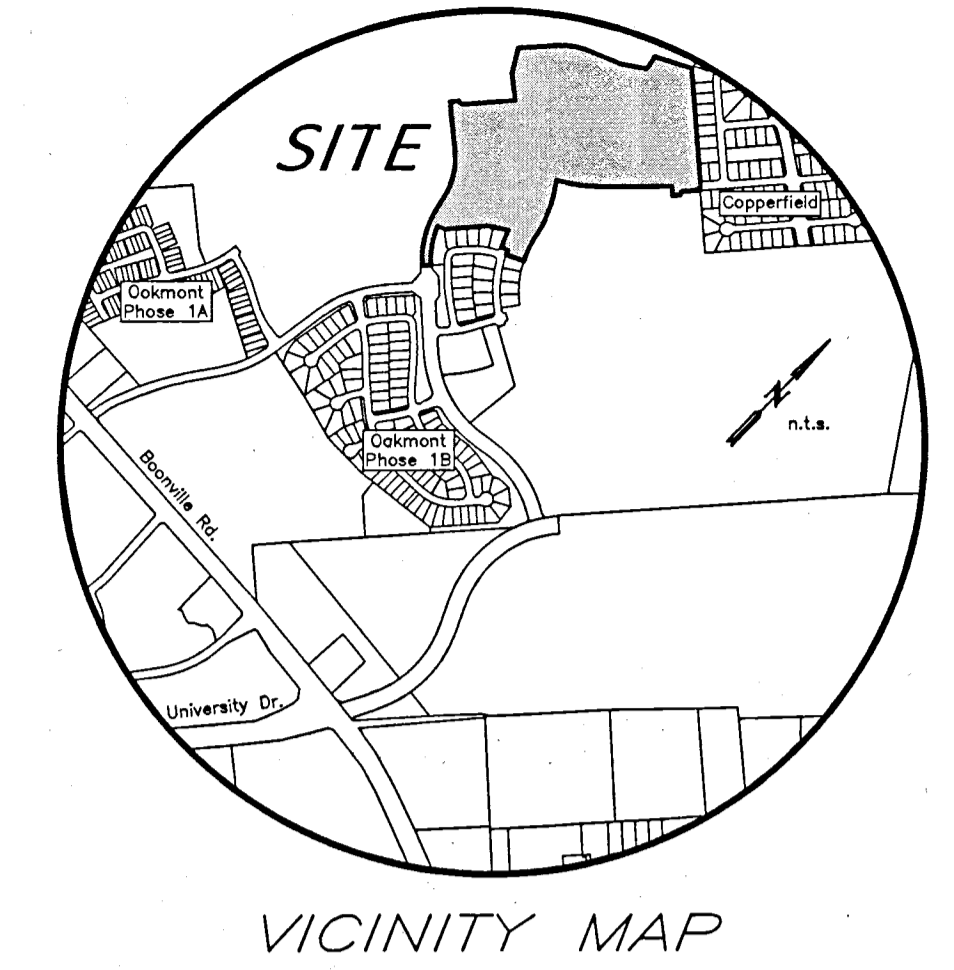 SITE
Copperfield
Oakmont
Phase 1A
N
n.t.s.
Oakmont
Phase 1B
Boonville Rd.
University Dr.
VICINITY MAP